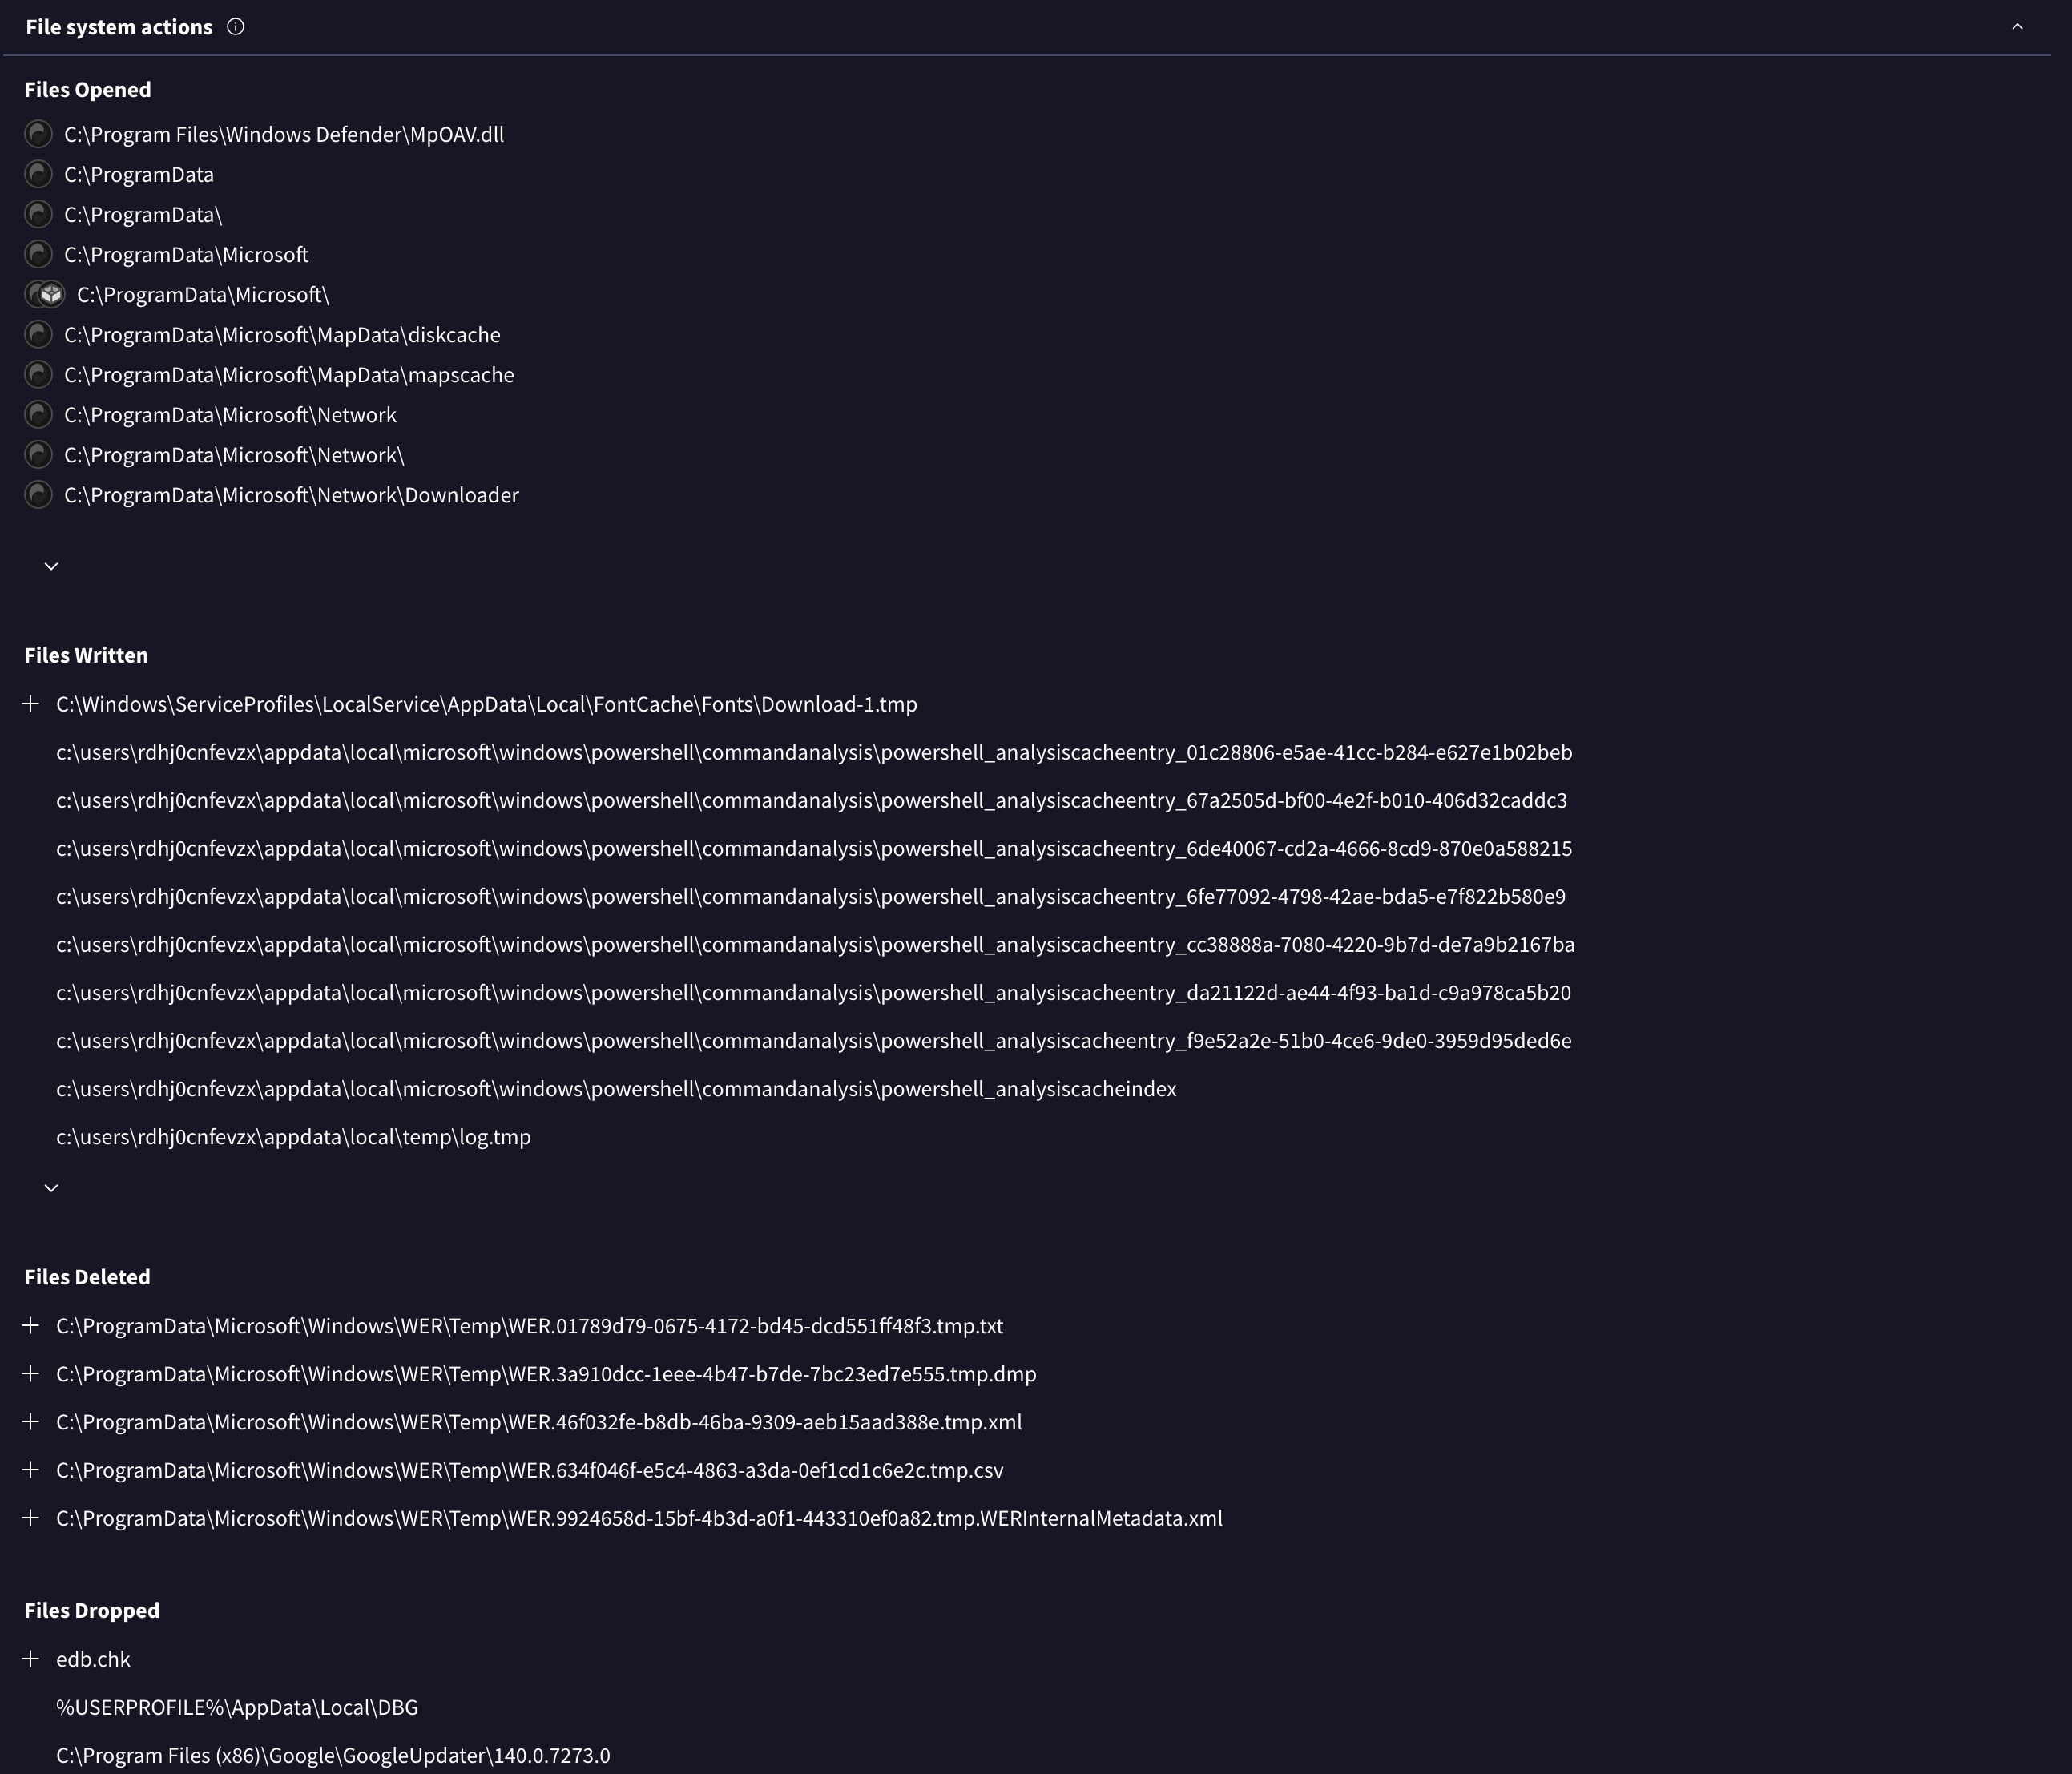 File system actions
Files Opened
C:\Program Files\Windows Defender\MpOAV.dll
C:\ProgramData
C:\ProgramData\
C:\ProgramData\Microsoft
C:\ProgramData\Microsoft\
C:\ProgramData\Microsoft\MapData\diskcache
C:\ProgramData\Microsoft\MapData\mapscache
C:\ProgramData\Microsoft\Network
C:\ProgramData\Microsoft\Network\
C:\ProgramData\Microsoft\Network\Downloader
Files Written
C:\Windows\ServiceProfiles\LocalService\AppData\Local\FontCache\Fonts\Download-1.tmp
c:\users\rdhj0cnfevzx\appdata\local\microsoft\windows\powershell\commandanalysis\powershell_analysiscacheentry_01c28806-e5ae-41cc-b284-e627e1b02beb
c:\users\rdhj0cnfevzx\appdata\local\microsoft\windows\powershell\commandanalysis\powershell_analysiscacheentry_67a2505d-bf00-4e2f-b010-406d32caddc3
c:\users\rdhj0cnfevzx\appdata\local\microsoft\windows\powershell\commandanalysis\powershell_analysiscacheentry_6de40067-cd2a-4666-8cd9-870e0a588215
c:\users\rdhj0cnfevzx\appdata\local\microsoft\windows\powershell\commandanalysis\powershell_analysiscacheentry_6fe77092-4798-42ae-bda5-e7f822b580e9
c:\users\rdhj0cnfevzx\appdata\local\microsoft\windows\powershell\commandanalysis\powershell_analysiscacheentry_cc38888a-7080-4220-9b7d-de7a9b2167ba
c:\users\rdhj0cnfevzx\appdata\local\microsoft\windows\powershell\commandanalysis\powershell_analysiscacheentry_da21122d-ae44-4f93-ba1d-c9a978ca5b20
c:\users\rdhj0cnfevzx\appdata\local\microsoft\windows\powershell\commandanalysis\powershell_analysiscacheentry_f9e52a2e-51b0-4ce6-9de0-3959d95ded6e
c:\users\rdhj0cnfevzx\appdata\local\microsoft\windows\powershell\commandanalysis\powershell_analysiscacheindex
c:\users\rdhj0cnfevzx\appdata\local\temp\log.tmp
Files Deleted
C:\ProgramData\Microsoft\Windows\WER\Temp\WER.01789d79-0675-4172-bd45-dcd551ff48f3.tmp.txt
C:\ProgramData\Microsoft\Windows\WER\Temp\WER.3a910dcc-1eee-4b47-b7de-7bc23ed7e555.tmp.dmp
C:\ProgramData\Microsoft\Windows\WER\Temp\WER.46f032fe-b8db-46ba-9309-aeb15aad388e.tmp.xml
C:\ProgramData\Microsoft\Windows\WER\Temp\WER.634f046f-e5c4-4863-a3da-0ef1cd1c6e2c.tmp.csv
C:\ProgramData\Microsoft\Windows\WER\Temp\WER.9924658d-15bf-4b3d-a0f1-443310ef0a82.tmp.WERInternalMetadata.xml
Files Dropped
edb.chk
%USERPROFILE%\AppData\Local\DBG
C:\Program Files (x86)\Google\GoogleUpdater\140.0.7273.0